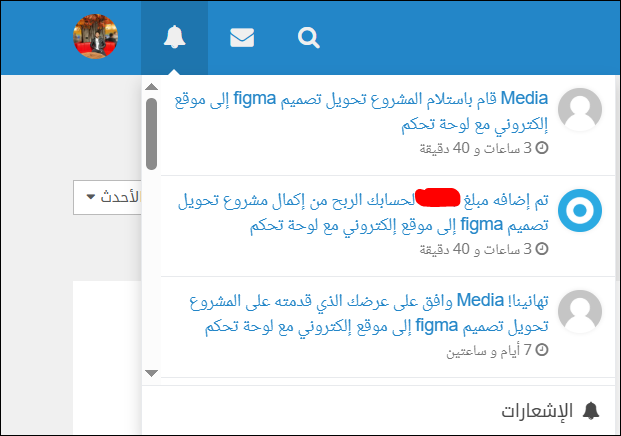 Media قام باستلام المشروع تحويل تصميم figma إلى موقع
إلكتروني مع لوحة تحكم
3 ساعات و 40 دقيقة
الأحدث
تم إضافه مبلغ لحسابك الربح من إكمال مشروع تحويل
تصميم figma إلى موقع إلكتروني مع لوحة تحكم
3 ساعات و 40 دقيقة
تهانينا! Media وافق على عرضك الذي قدمته على المشروع
تحويل تصميم figma إلى موقع إلكتروني مع لوحة تحكم
7 أيام و ساعتين
الإشعارات